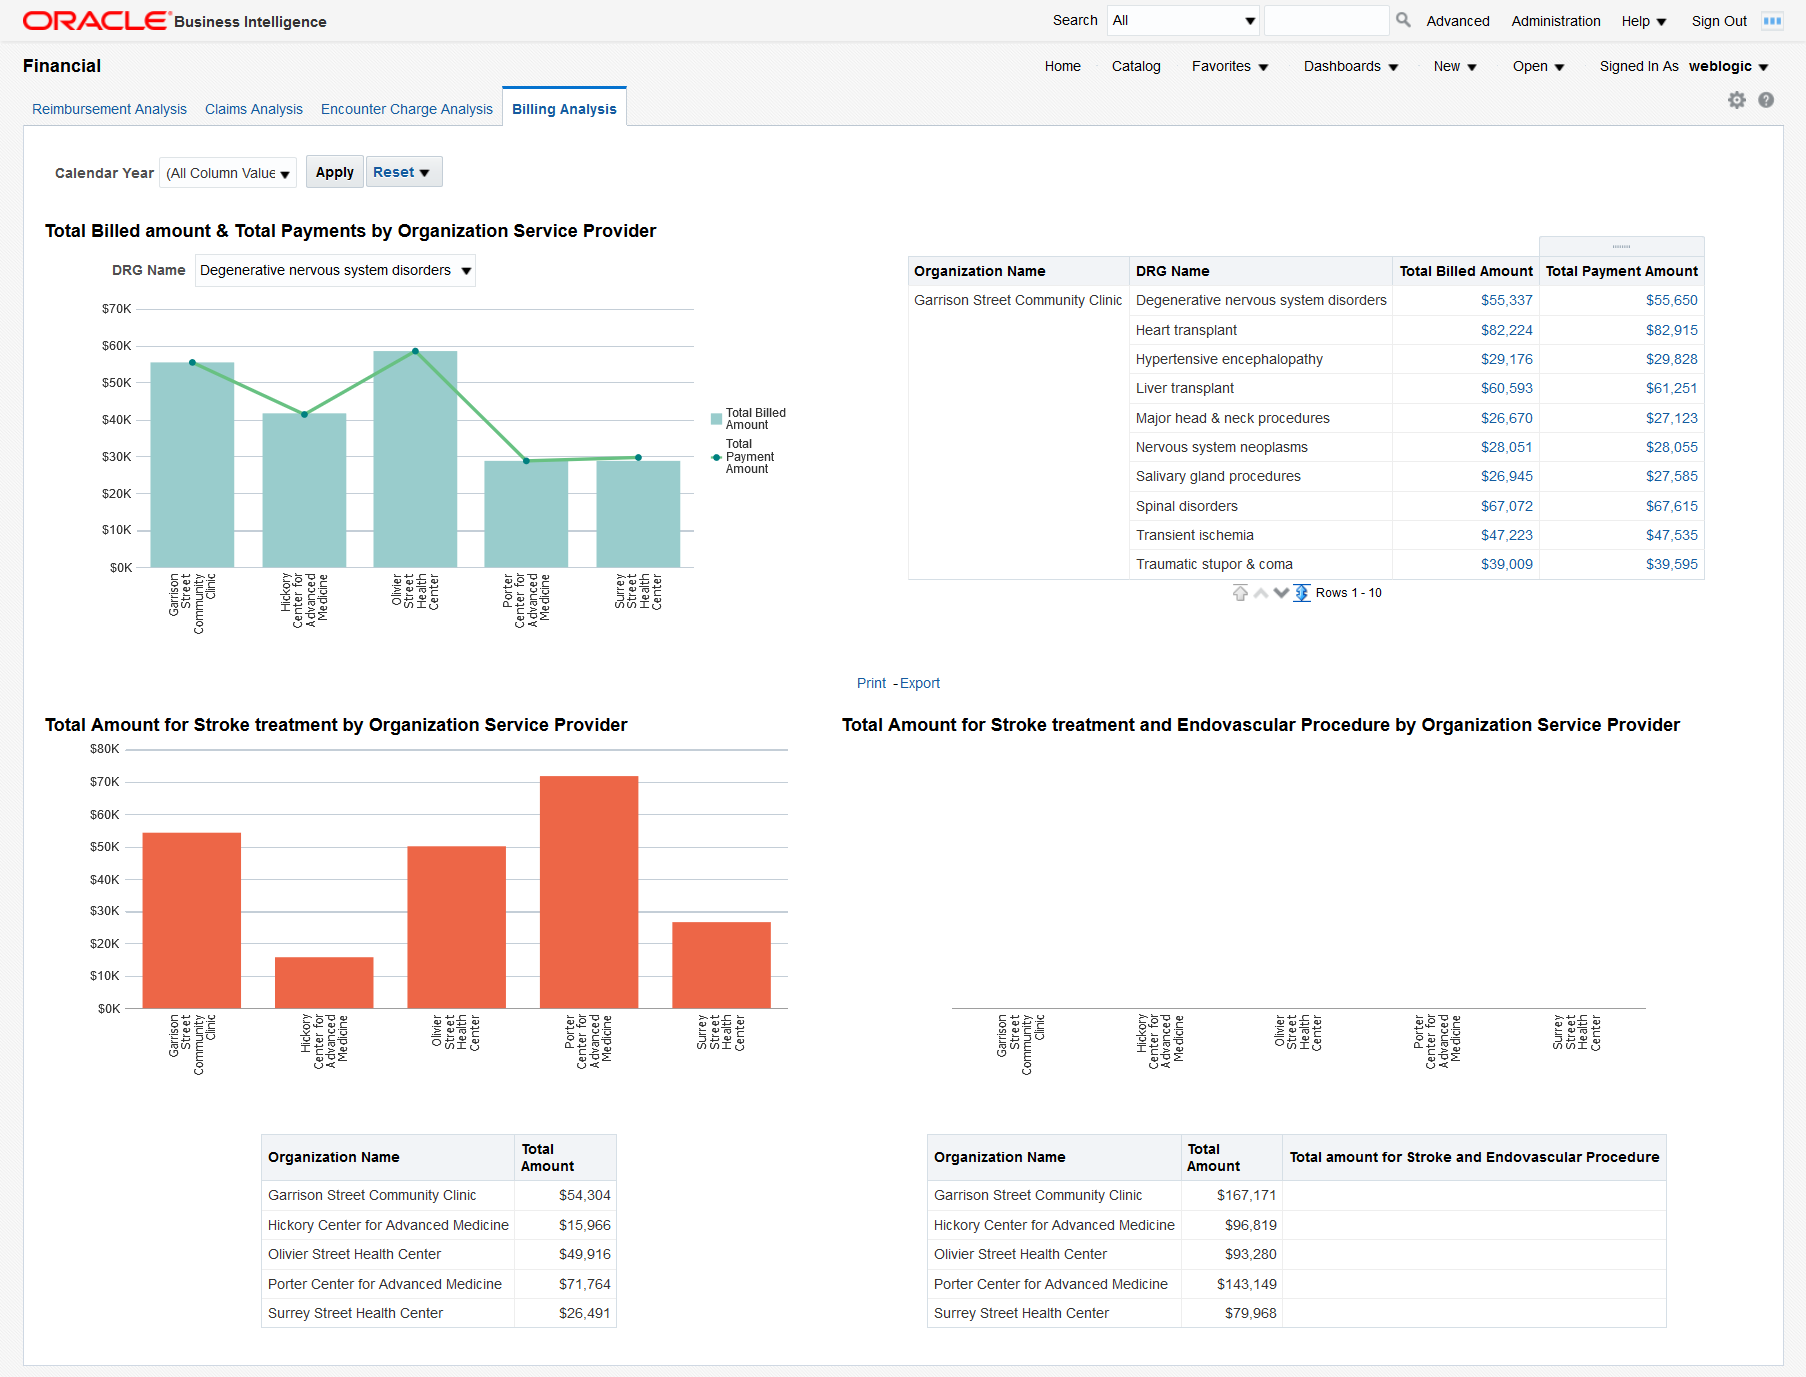 ORACLE Business Intelligence
Search All Advanced Administration Help Sign Out
Financial
Home Catalog Favorites Dashboards New Open Signed In As weblogic
Reimbursement Analysis Claims Analysis Encounter Charge Analysis Billing Analysis
Calendar Year (All Column Value Apply Reset
Total Billed amount & Total Payments by Organization Service Provider
DRG Name Degenerative nervous system disorders
$70K
$60K
$50K
$40K
$30K
$20K
$10K
$0K
Garrison Street Community Clinic
Hickory Center for Advanced Medicine
Olivier Street Health Center
Porter Center for Advanced Medicine
Surrey Street Health Center
Total Billed
Amount
Total
Payment
Amount
Organization Name DRG Name Total Billed Amount Total Payment Amount
Garrison Street Community Clinic Degenerative nervous system disorders $55,337 $55,650
Heart transplant $82,224 $82,915
Hypertensive encephalopathy $29,176 $29,828
Liver transplant $60,593 $61,251
Major head & neck procedures $26,670 $27,123
Nervous system neoplasms $28,051 $28,055
Salivary gland procedures $26,945 $27,585
Spinal disorders $67,072 $67,615
Transient ischemia $47,223 $47,535
Traumatic stupor & coma $39,009 $39,595
Rows 1 - 10
Print - Export
Total Amount for Stroke treatment by Organization Service Provider
$80K
$70K
$60K
$50K
$40K
$30K
$20K
$10K
$0K
Garrison Street Community Clinic
Hickory Center for Advanced Medicine
Olivier Street Health Center
Porter Center for Advanced Medicine
Surrey Street Health Center
Total Amount for Stroke treatment and Endovascular Procedure by Organization Service Provider
Garrison Street Community Clinic
Hickory Center for Advanced Medicine
Olivier Street Health Center
Porter Center for Advanced Medicine
Surrey Street Health Center
Organization Name Total Amount
Garrison Street Community Clinic $54,304
Hickory Center for Advanced Medicine $15,966
Olivier Street Health Center $49,916
Porter Center for Advanced Medicine $71,764
Surrey Street Health Center $26,491
Organization Name Total Amount Total amount for Stroke and Endovascular Procedure
Garrison Street Community Clinic $167,171
Hickory Center for Advanced Medicine $96,819
Olivier Street Health Center $93,280
Porter Center for Advanced Medicine $143,149
Surrey Street Health Center $79,968